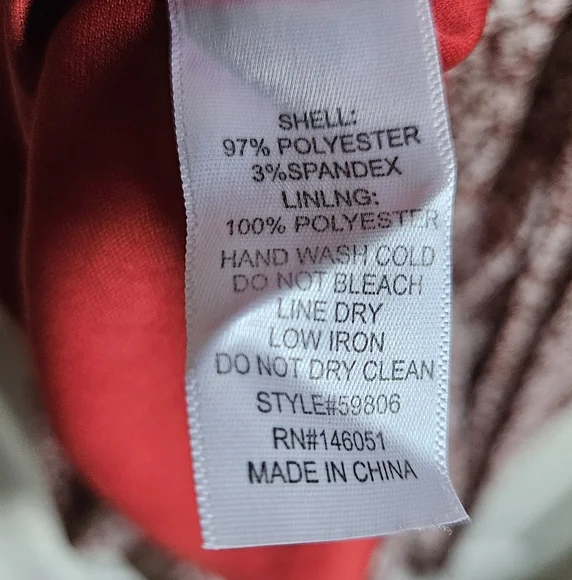 SHELL:
97% POLYESTER
3%SPANDEX
LINLNG:
100% POLYESTER
HAND WASH COLD
DO NOT BLEACH
LINE DRY
LOW IRON
DO NOT DRY CLEAN
STYLE#59806
RN#146051
MADE IN CHINA